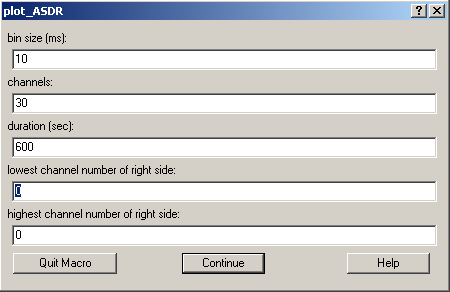 plot_ASDR
bin size (ms):
10
channels:
30
duration (sec):
600
lowest channel number of right side:
0
highest channel number of right side:
0
Quit Macro Continue Help